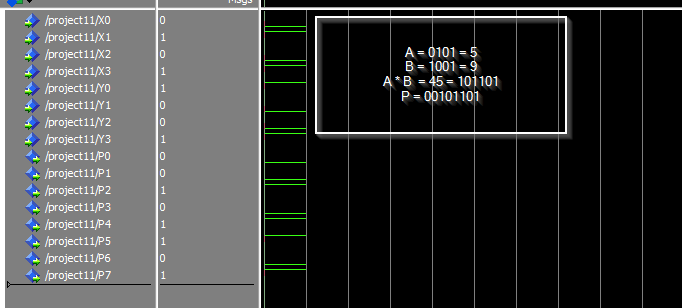 Msgs
/project11/X0 0
/project11/X1 1
/project11/X2 0
/project11/X3 1
/project11/Y0 1
/project11/Y1 0
/project11/Y2 0
/project11/Y3 1
/project11/P0 0
/project11/P1 0
/project11/P2 1
/project11/P3 0
/project11/P4 1
/project11/P5 1
/project11/P6 0
/project11/P7 1
A = 0101 = 5
B = 1001 = 9
A * B = 45 = 101101
P = 00101101